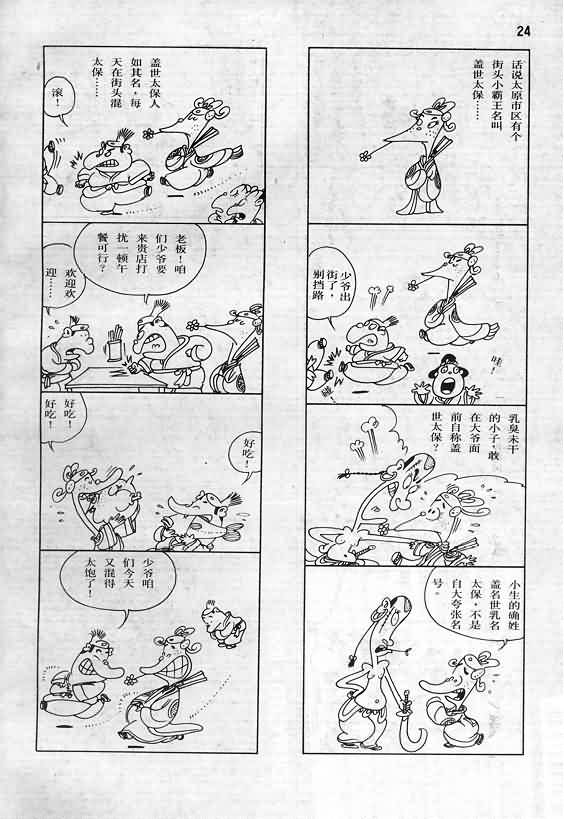 24
话说太原市区有个
街头小霸王名叫
盖世太保……
少爷出
街了，
别挡路
哇！
乳臭未干
的小子，敢
在大爷面
前自称盖
世太保？
小生的确姓
盖名世乳名
太保，不是
自大夸张名
号。
盖世太保人
如其名，每
天在街头混
太保……
滚！
老板！咱
们少爷要
来贵店打
扰一顿午
餐可行？
欢迎欢
迎……
好吃！
好吃！
好吃！
少爷咱
们今天
又混得
太饱了！